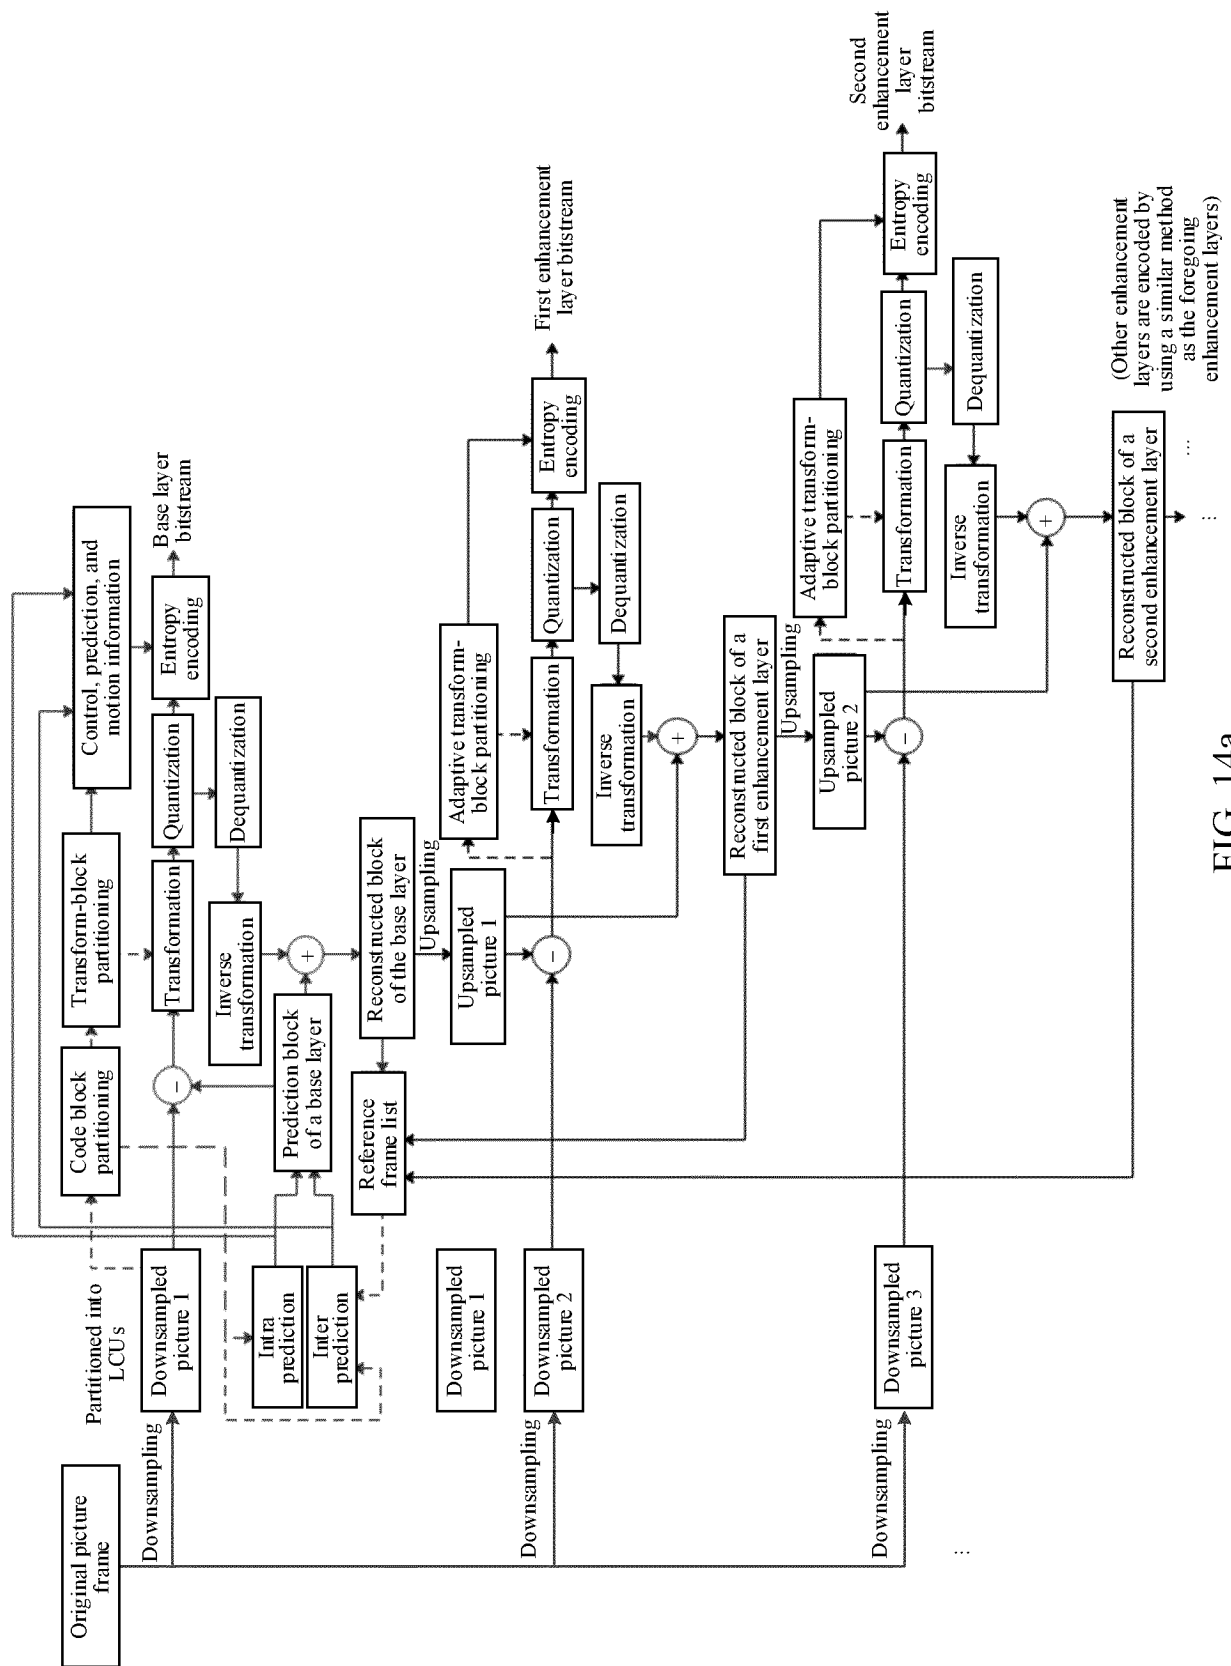 Original picture
frame
Downsampling
Partitioned into
LCUs
Downsampled
picture 1
Code block
partitioning
Transform-block
partitioning
Control, prediction, and
motion information
−
Transformation
Quantization
Entropy
encoding
Base layer
bitstream
Dequantization
Inverse
transformation
Intra
prediction
Inter
prediction
Prediction block
of a base layer
+
Reference
frame list
Reconstructed block
of the base layer
Upsampling
Downsampled
picture 1
Upsampled
picture 1
Adaptive transform-
block partitioning
Downsampling
Downsampled
picture 2
−
Transformation
Quantization
Entropy
encoding
First enhancement
layer bitstream
Dequantization
Inverse
transformation
+
Reconstructed block of a
first enhancement layer
Upsampling
Upsampled
picture 2
Adaptive transform-
block partitioning
Downsampling
Downsampled
picture 3
−
Transformation
Quantization
Entropy
encoding
Second
enhancement
layer
bitstream
Dequantization
Inverse
transformation
+
...
Reconstructed block of a
second enhancement layer
(Other enhancement
layers are encoded by
using a similar method
as the foregoing
enhancement layers)
...
...
FIG. 14a